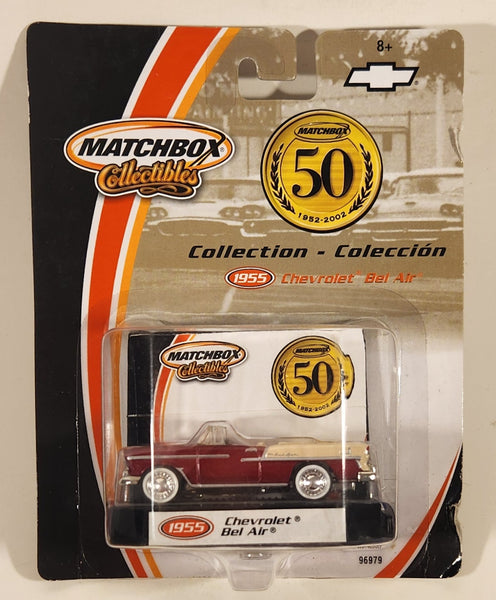 8+
MATCHBOX
Collectibles
MATCHBOX
50
1952-2002
Collection - Colección
1955 Chevrolet™ Bel Air®
MATCHBOX
Collectibles
MATCHBOX
50
1952-2002
1955 Chevrolet®
Bel Air®
96979